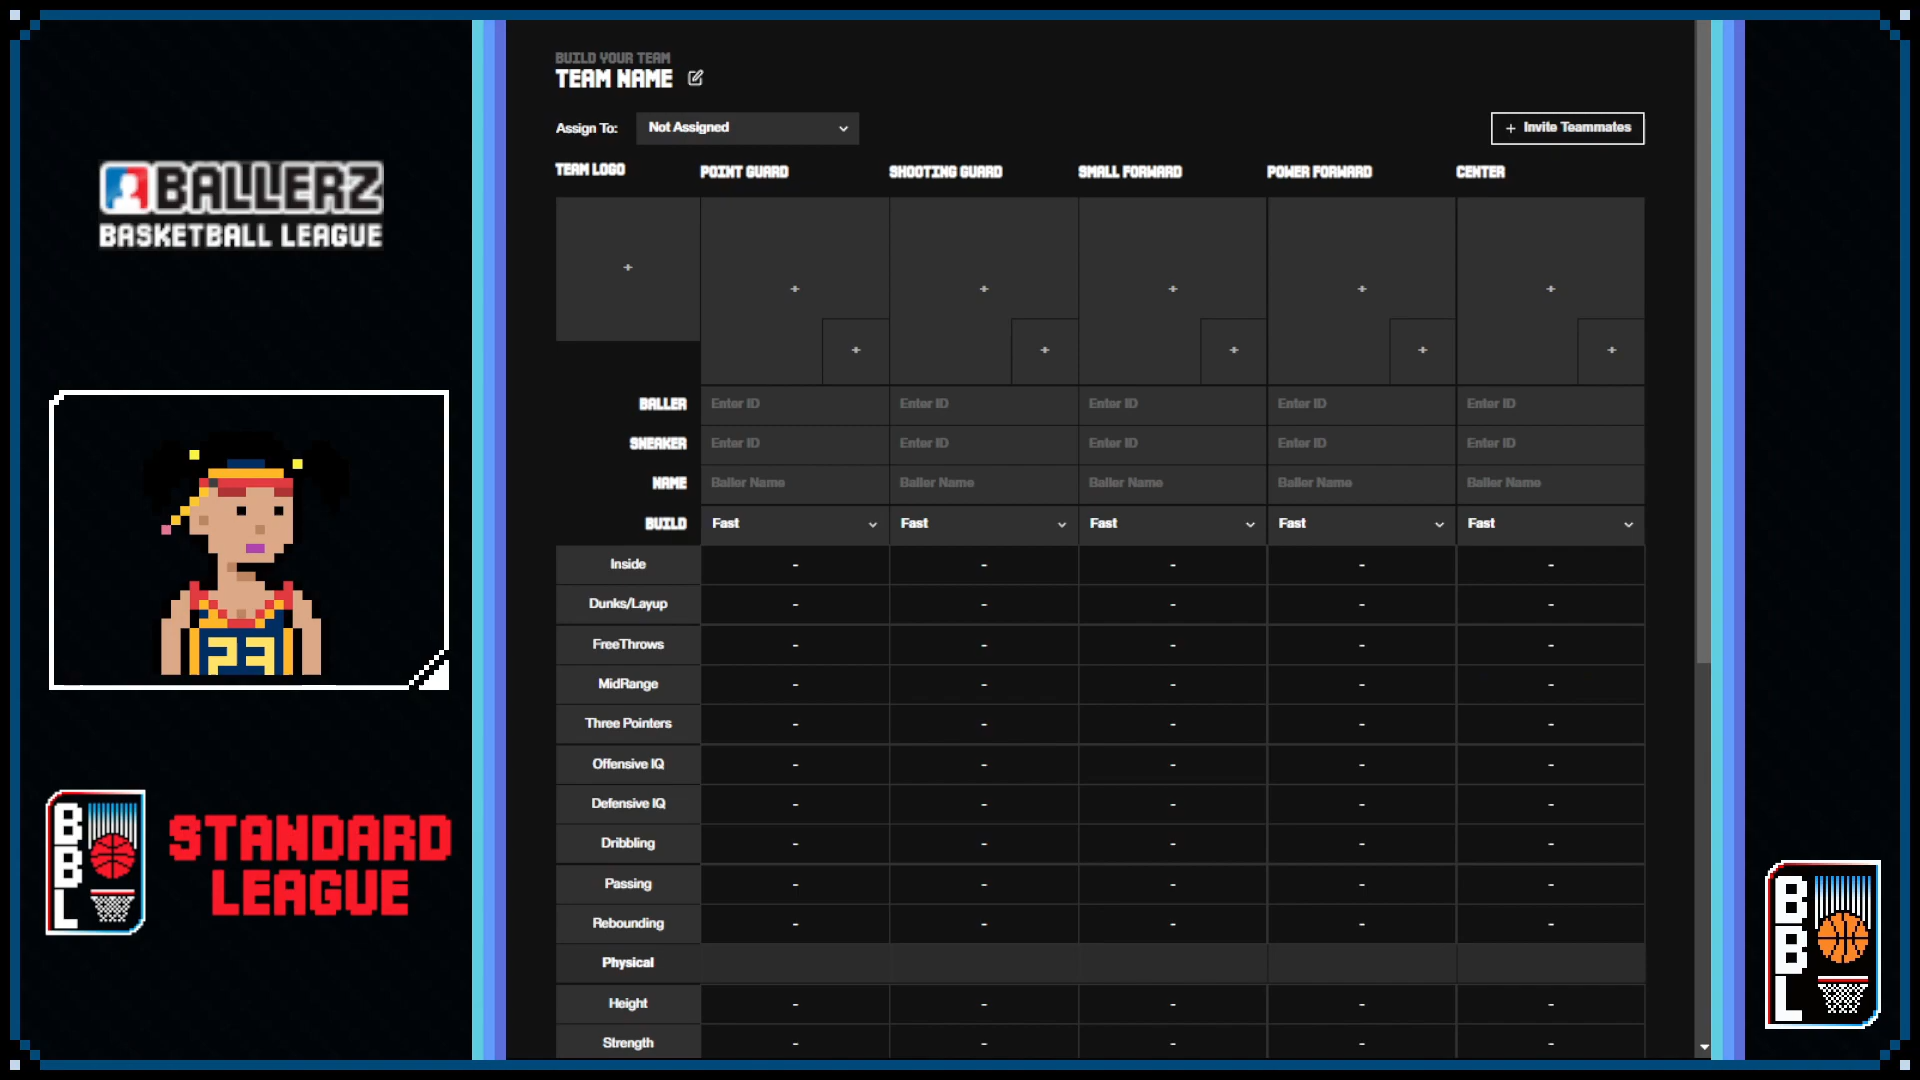 BUILD YOUR TEAM
TEAM NAME
Assign To: Not Assigned
+ Invite Teammates
TEAM LOGO POINT GUARD SHOOTING GUARD SMALL FORWARD POWER FORWARD CENTER
+ + + + + +
+ + + + +
BALLER Enter ID Enter ID Enter ID Enter ID Enter ID
SNEAKER Enter ID Enter ID Enter ID Enter ID Enter ID
NAME Baller Name Baller Name Baller Name Baller Name Baller Name
BUILD Fast Fast Fast Fast Fast
Inside - - - - -
Dunks/Layup - - - - -
FreeThrows - - - - -
MidRange - - - - -
Three Pointers - - - - -
Offensive IQ - - - - -
Defensive IQ - - - - -
Dribbling - - - - -
Passing - - - - -
Rebounding - - - - -
Physical
Height - - - - -
Strength - - - - -
BALLERZ
BASKETBALL LEAGUE
23
BBL
STANDARD
LEAGUE
BBL